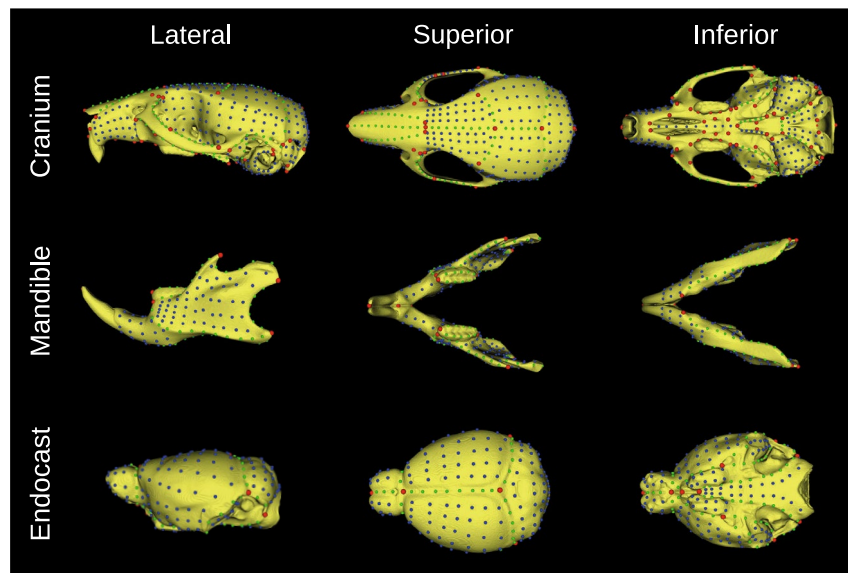 Lateral
Superior
Inferior
Cranium
Mandible
Endocast